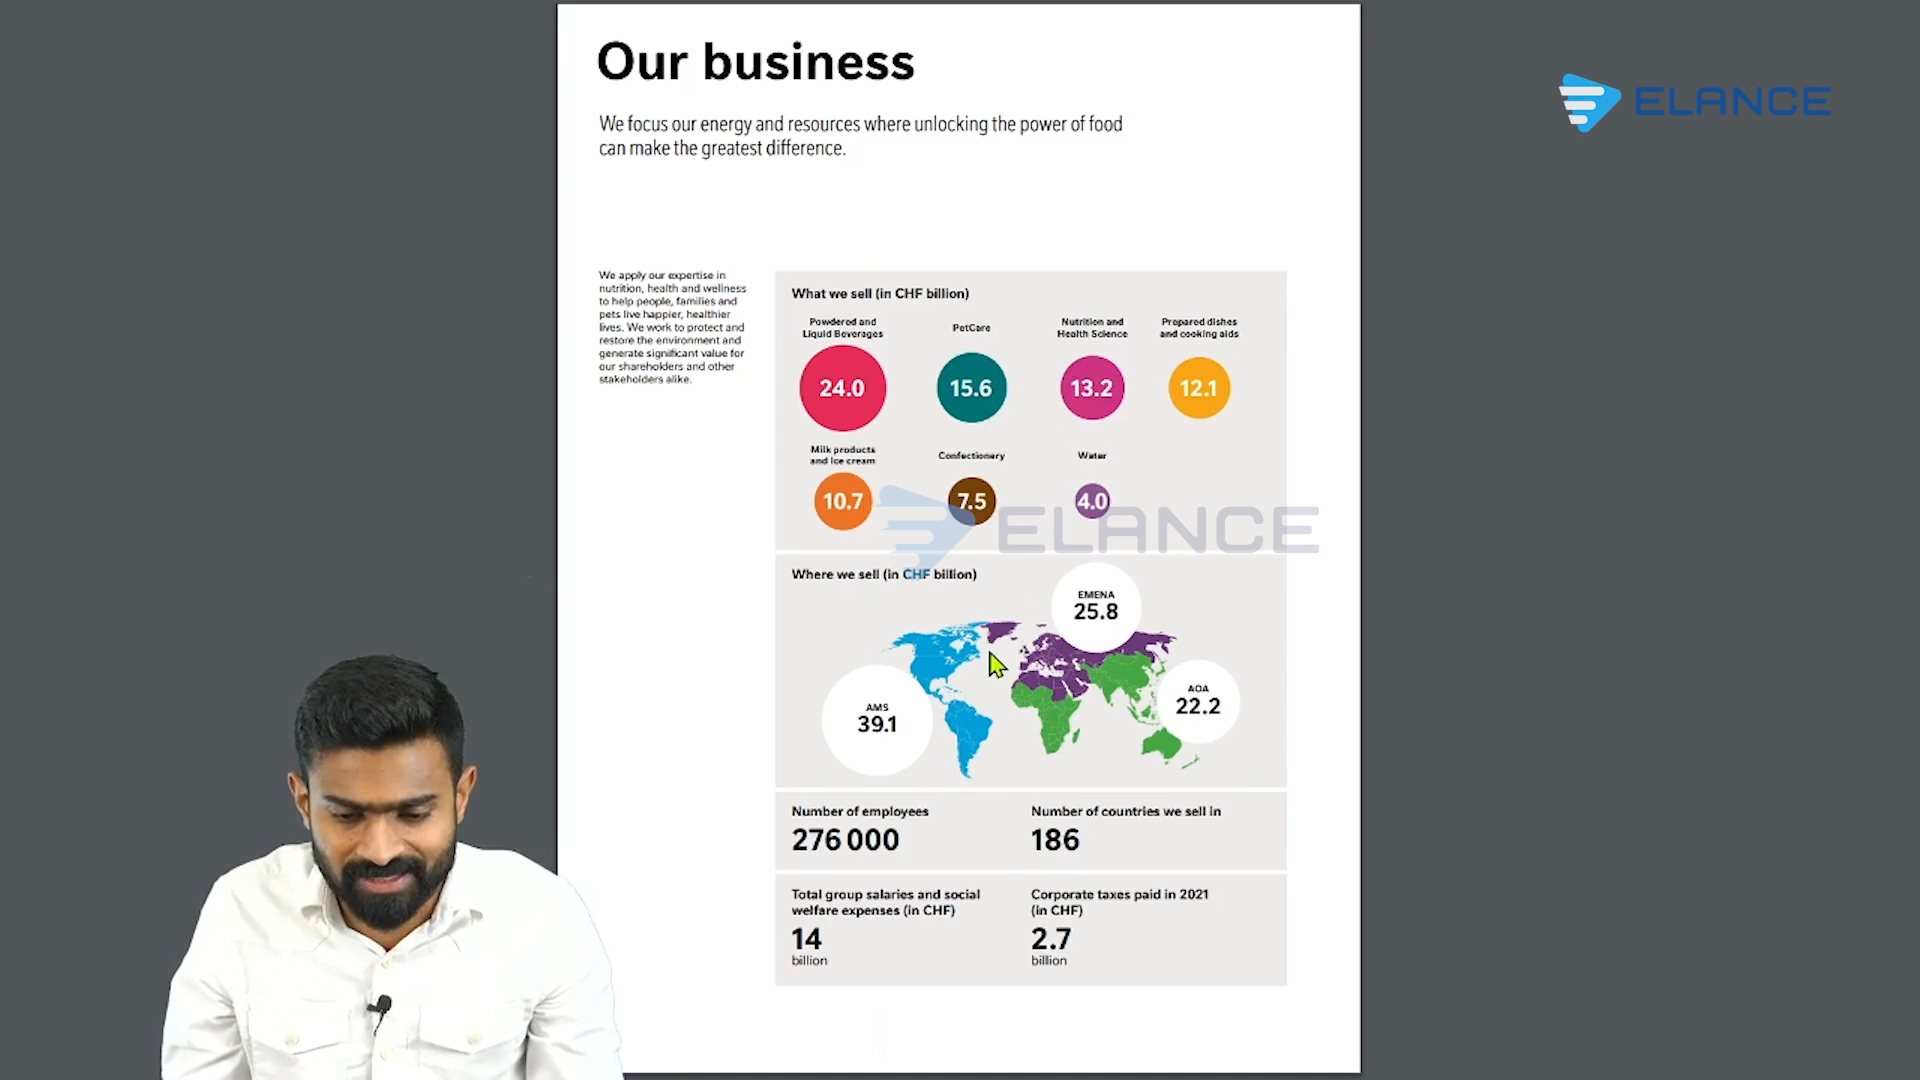 Our business
We focus our energy and resources where unlocking the power of food
can make the greatest difference.
ELANCE
We apply our expertise in
nutrition, health and wellness
to help people, families and
pets live happier, healthier
lives. We work to protect and
restore the environment and
generate significant value for
our shareholders and other
stakeholders alike.
What we sell (in CHF billion)
Powdered and
Liquid Beverages
24.0
PetCare
15.6
Nutrition and
Health Science
13.2
Prepared dishes
and cooking aids
12.1
Milk products
and Ice cream
10.7
Confectionery
7.5
Water
4.0
ELANCE
Where we sell (in CHF billion)
EMENA
25.8
AMS
39.1
AOA
22.2
Number of employees
276 000
Number of countries we sell in
186
Total group salaries and social
welfare expenses (in CHF)
14
billion
Corporate taxes paid in 2021
(in CHF)
2.7
billion